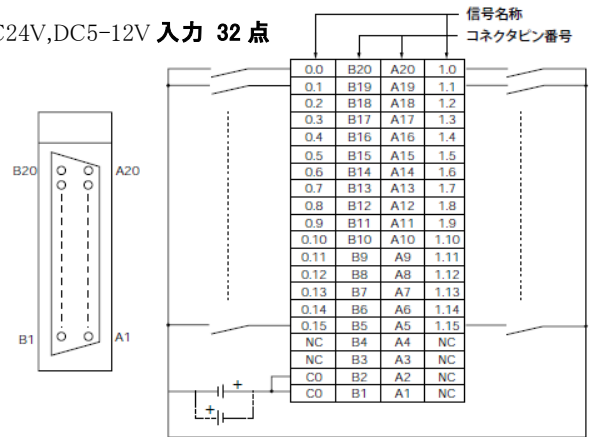 C24V,DC5-12V 入力 32 点
信号名称
コネクタピン番号
0.0 B20 A20 1.0
0.1 B19 A19 1.1
0.2 B18 A18 1.2
0.3 B17 A17 1.3
0.4 B16 A16 1.4
0.5 B15 A15 1.5
0.6 B14 A14 1.6
0.7 B13 A13 1.7
0.8 B12 A12 1.8
0.9 B11 A11 1.9
0.10 B10 A10 1.10
0.11 B9 A9 1.11
0.12 B8 A8 1.12
0.13 B7 A7 1.13
0.14 B6 A6 1.14
0.15 B5 A5 1.15
NC B4 A4 NC
NC B3 A3 NC
C0 B2 A2 NC
C0 B1 A1 NC
B20 A20
B1 A1
+
+